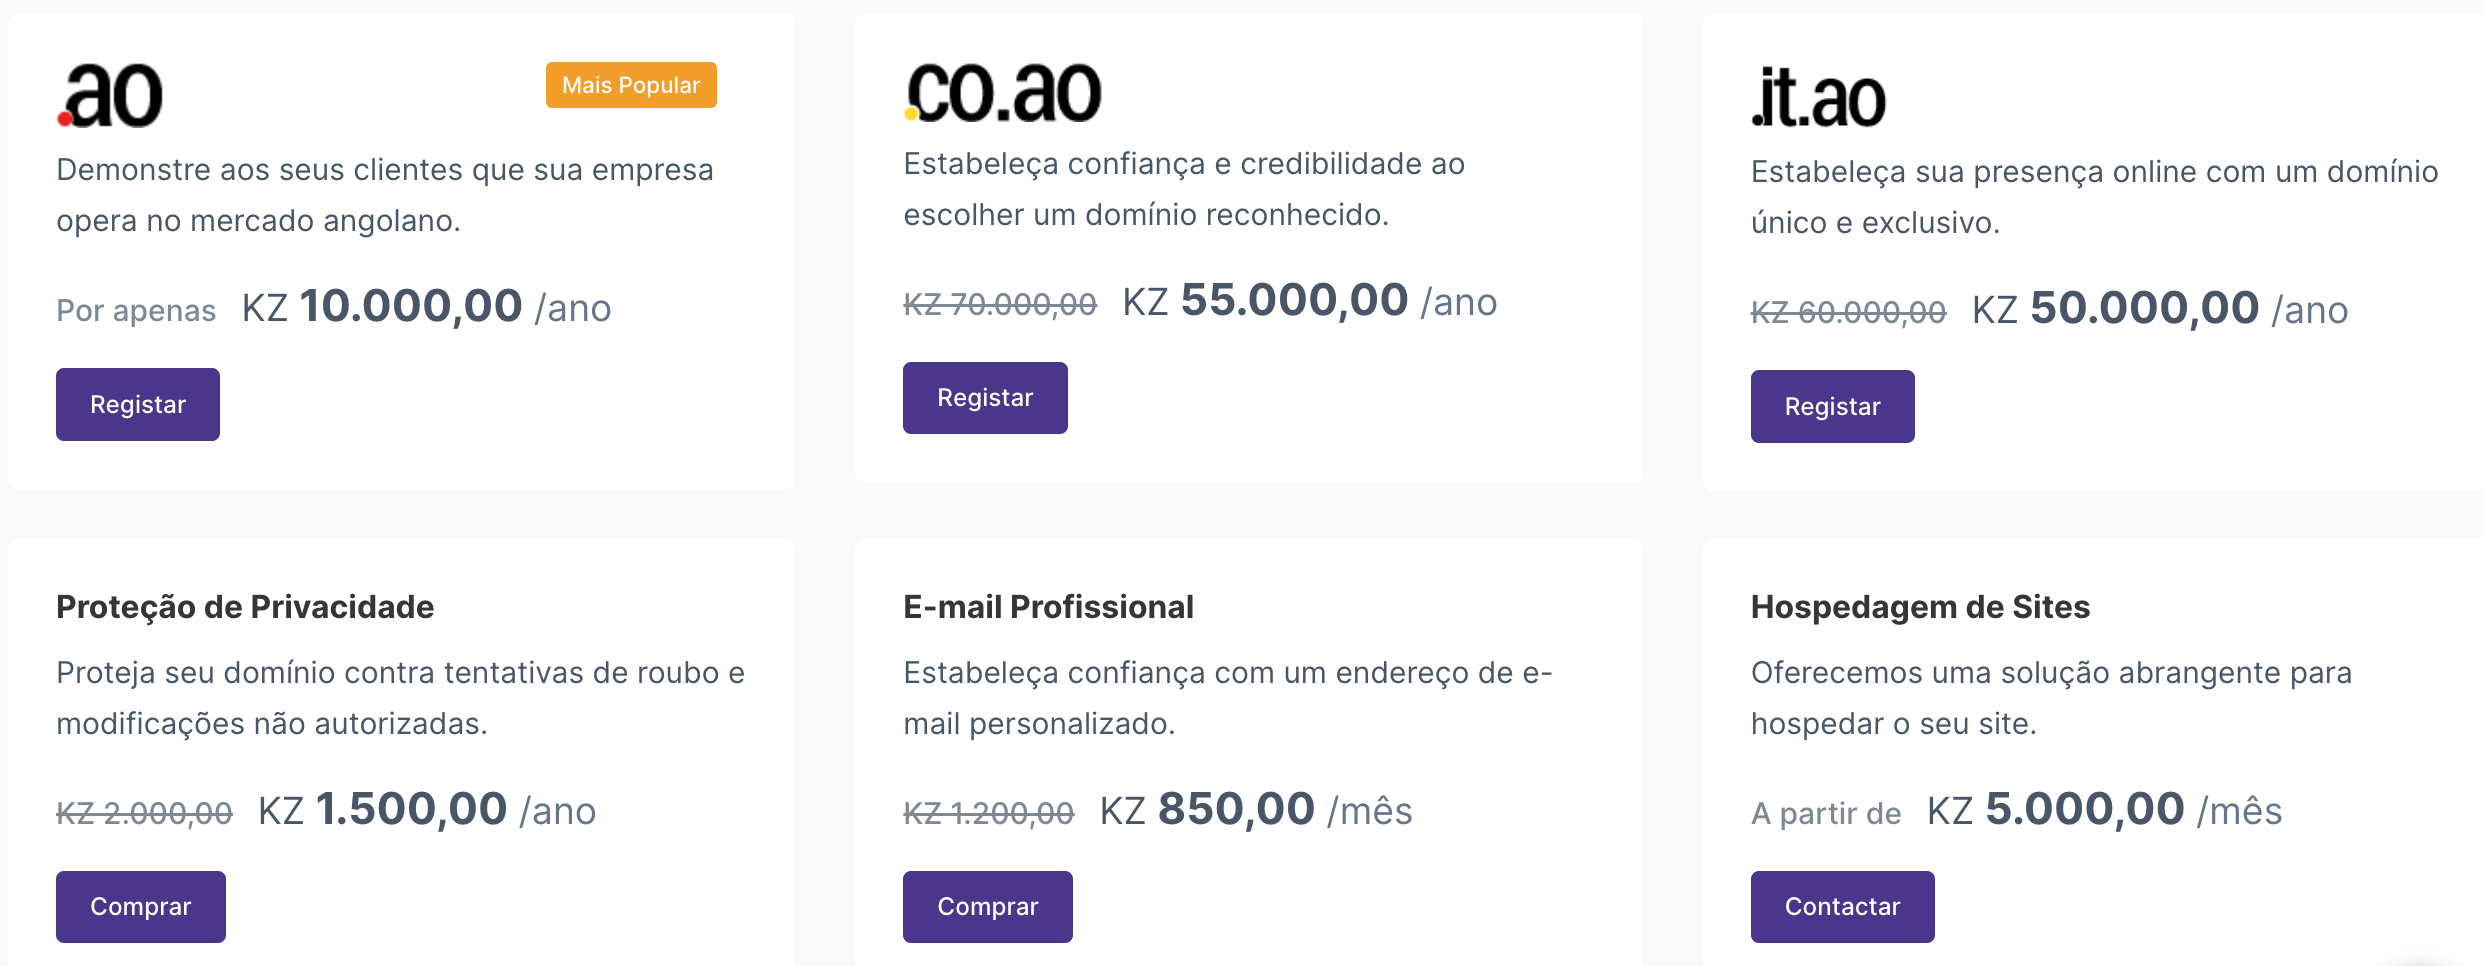 .ao
Mais Popular
Demonstre aos seus clientes que sua empresa
opera no mercado angolano.
Por apenas KZ 10.000,00 /ano
Registar
.co.ao
Estabeleça confiança e credibilidade ao
escolher um domínio reconhecido.
KZ 70.000,00 KZ 55.000,00 /ano
Registar
.it.ao
Estabeleça sua presença online com um domínio
único e exclusivo.
KZ 60.000,00 KZ 50.000,00 /ano
Registar
Proteção de Privacidade
Proteja seu domínio contra tentativas de roubo e
modificações não autorizadas.
KZ 2.000,00 KZ 1.500,00 /ano
Comprar
E-mail Profissional
Estabeleça confiança com um endereço de e-
mail personalizado.
KZ 1.200,00 KZ 850,00 /mês
Comprar
Hospedagem de Sites
Oferecemos uma solução abrangente para
hospedar o seu site.
A partir de KZ 5.000,00 /mês
Contactar